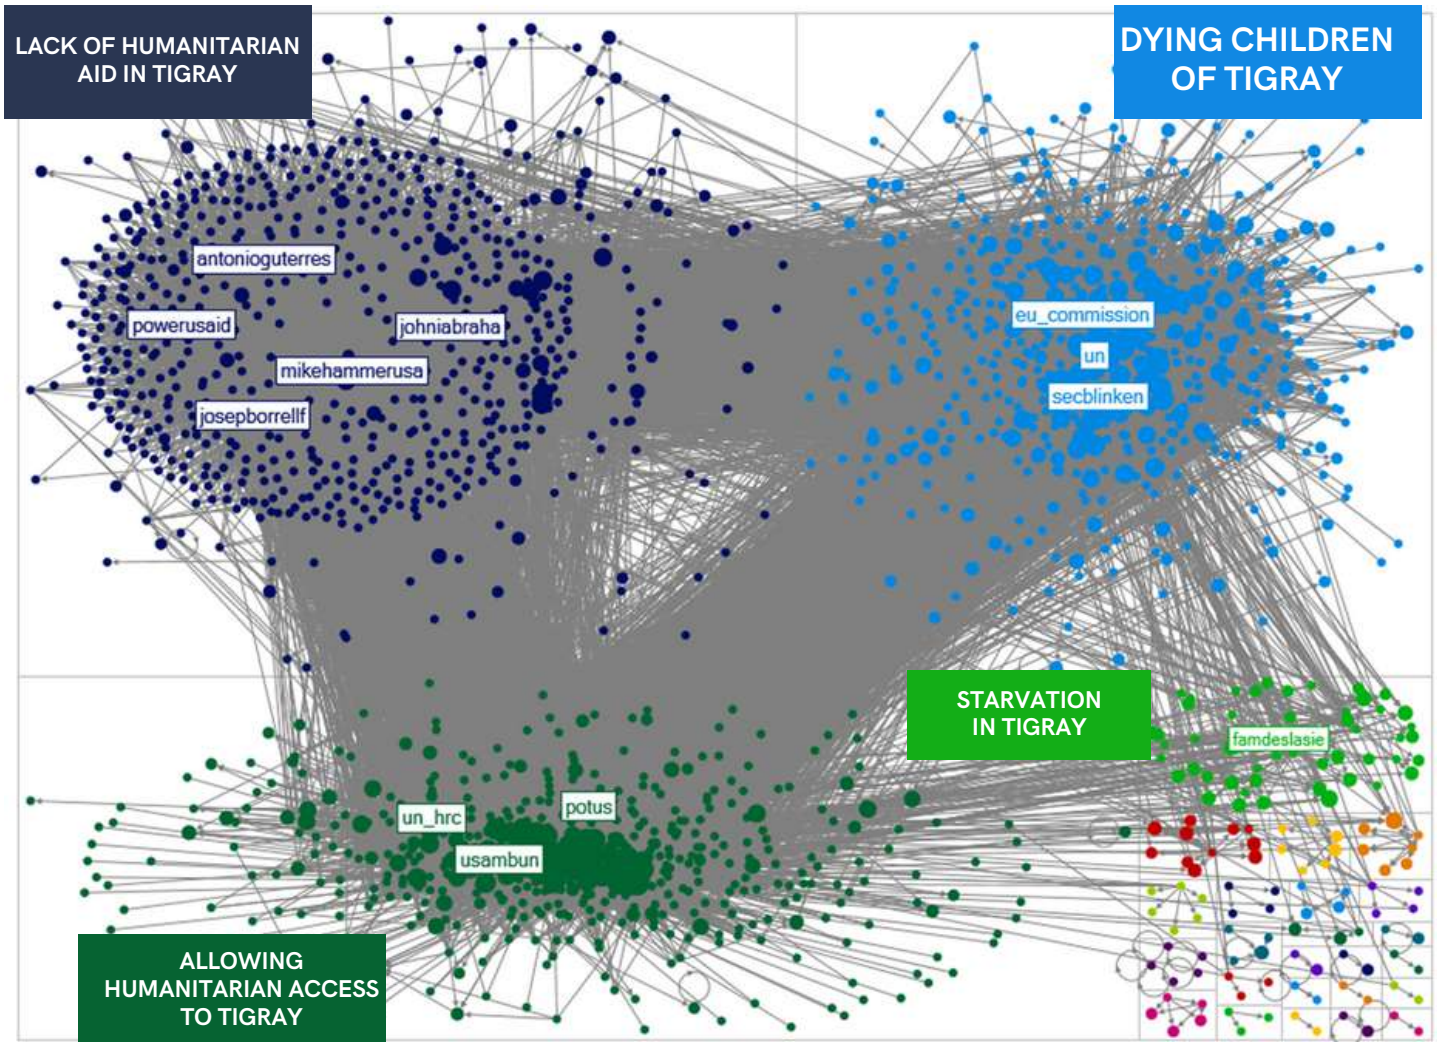 LACK OF HUMANITARIAN
AID IN TIGRAY
DYING CHILDREN
OF TIGRAY
antonioguterres
powerusaid
johniabraha
mikehammerusa
josepborrellf
eu_commission
un
secblinken
STARVATION
IN TIGRAY
famdeslasie
potus
un_hrc
usambun
ALLOWING
HUMANITARIAN ACCESS
TO TIGRAY